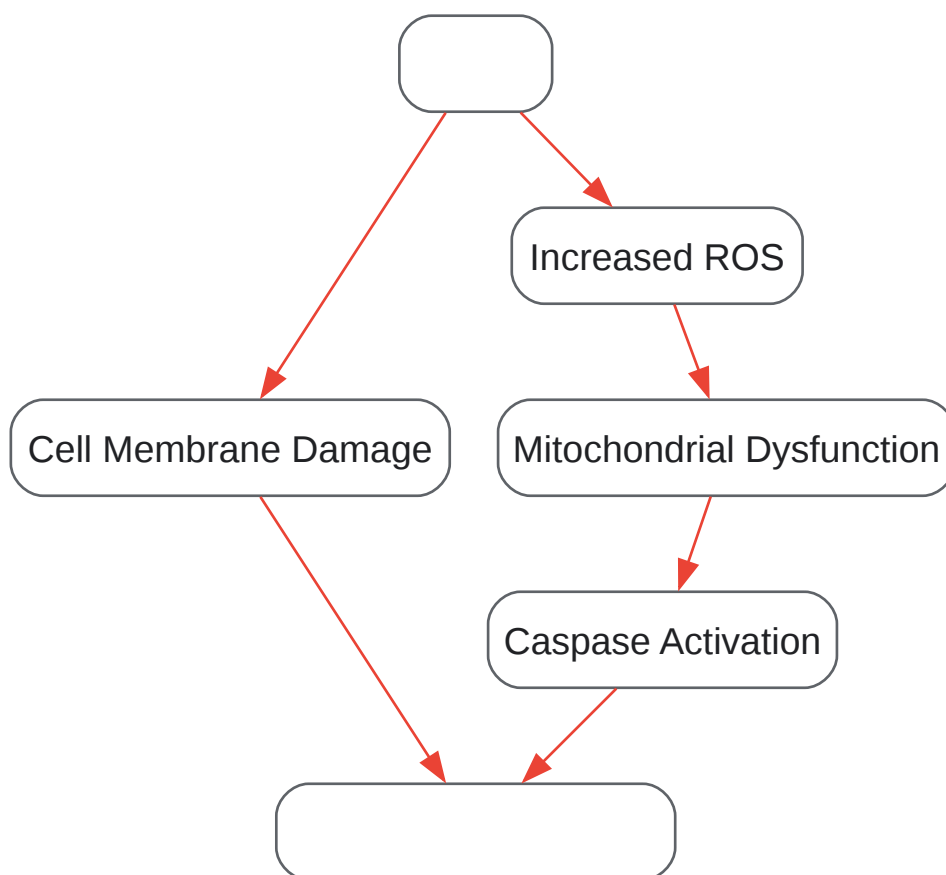 Increased ROS
Cell Membrane Damage
Mitochondrial Dysfunction
Caspase Activation